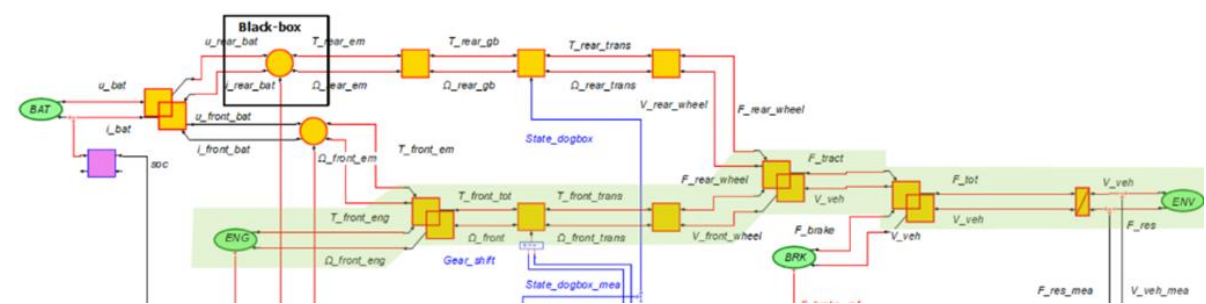 Black-box
u_rear_bat
T_rear_em
T_rear_gb
T_rear_trans
u_bat
i_rear_bat
Ω_rear_em
Ω_rear_gb
Ω_rear_trans
V_rear_wheel
F_rear_wheel
BAT
u_front_bat
i_bat
State_dogbox
i_front_bat
Ω_front_em
T_front_em
soc
F_tract
F_rear_wheel
F_tot
V_veh
T_front_tot
T_front_trans
V_veh
ENV
T_front_eng
V_veh
F_res
ENG
Ω_front
Ω_front_trans
V_front_wheel
F_brake
V_veh
Ω_front_eng
Gear_shift
BRK
State_dogbox_mea
F_res_mea
V_veh_mea